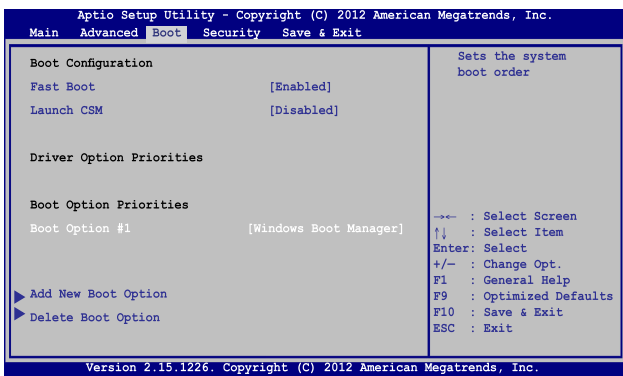 Aptio Setup Utility - Copyright (C) 2012 American Megatrends, Inc.
Main Advanced Boot Security Save & Exit
Boot Configuration
Fast Boot [Enabled]
Launch CSM [Disabled]
Driver Option Priorities
Boot Option Priorities
Boot Option #1 [Windows Boot Manager]
Add New Boot Option
Delete Boot Option
Sets the system
boot order
→← : Select Screen
↑↓ : Select Item
Enter: Select
+/— : Change Opt.
F1 : General Help
F9 : Optimized Defaults
F10 : Save & Exit
ESC : Exit
Version 2.15.1226. Copyright (C) 2012 American Megatrends, Inc.